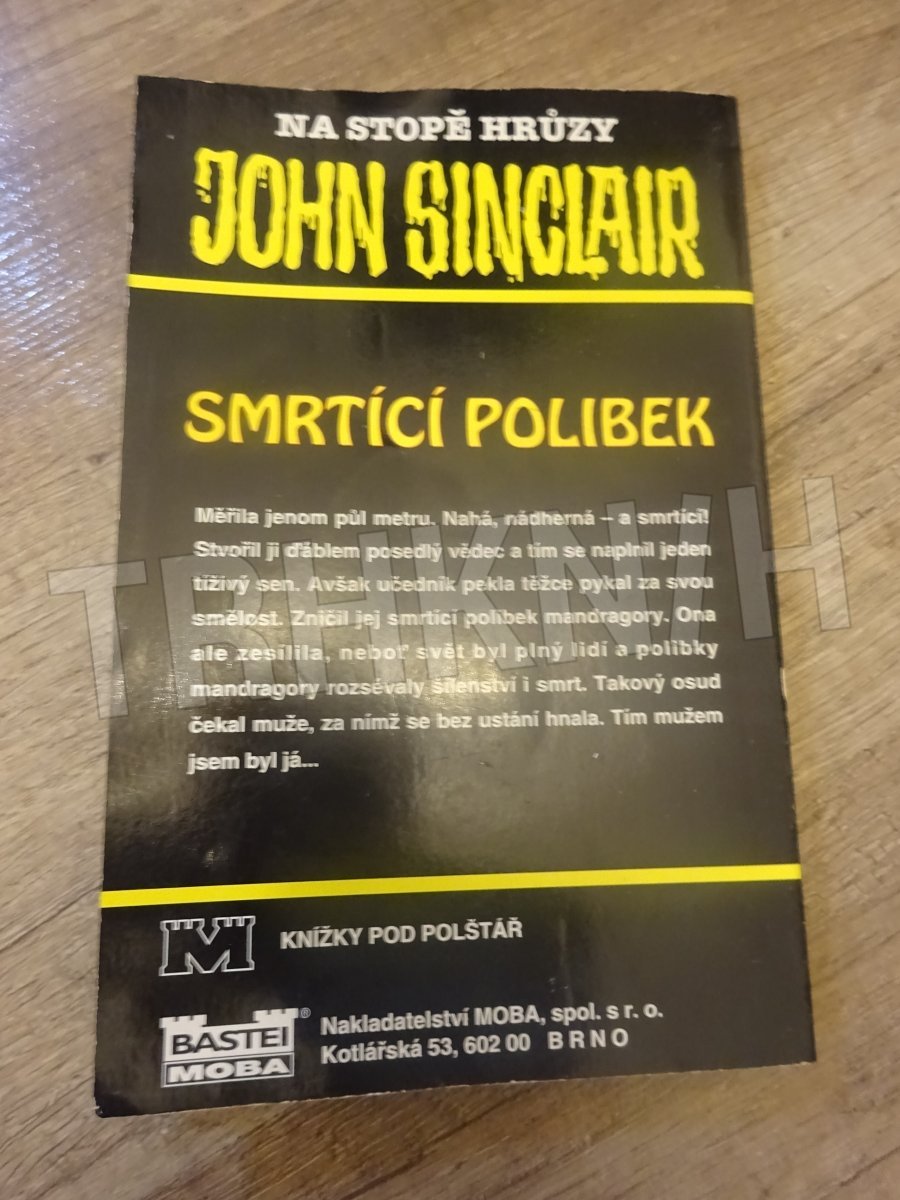 NA STOPĚ HRŮZY
JOHN SINCLAIR
SMRTÍCÍ POLIBEK
Měřila jenom půl metru. Nahá, nádherná – a smrtící!
Stvořil ji ďáblem posedlý vědec a tím se naplnil jeden
tíživý sen. Avšak učedník pekla těžce pykal za svou
smělost. Zničil jej smrtící polibek mandragory. Ona
ale zesílila, neboť svět byl plný lidí a polibky
mandragory rozsévaly šílenství i smrt. Takový osud
čekal muže, za nímž se bez ustání hnala. Tím mužem
jsem byl já...
M KNÍŽKY POD POLŠTÁŘ
BASTEI®
MOBA
Nakladatelství MOBA, spol. s r. o.
Kotlářská 53, 602 00 BRNO